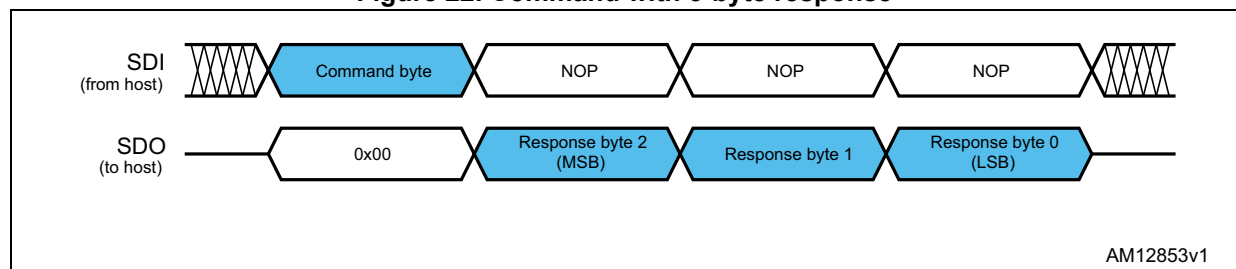 Figure 22. Command with 3-byte response
SDI
(from host)
Command byte
NOP
NOP
NOP
SDO
(to host)
0x00
Response byte 2
(MSB)
Response byte 1
Response byte 0
(LSB)
AM12853v1